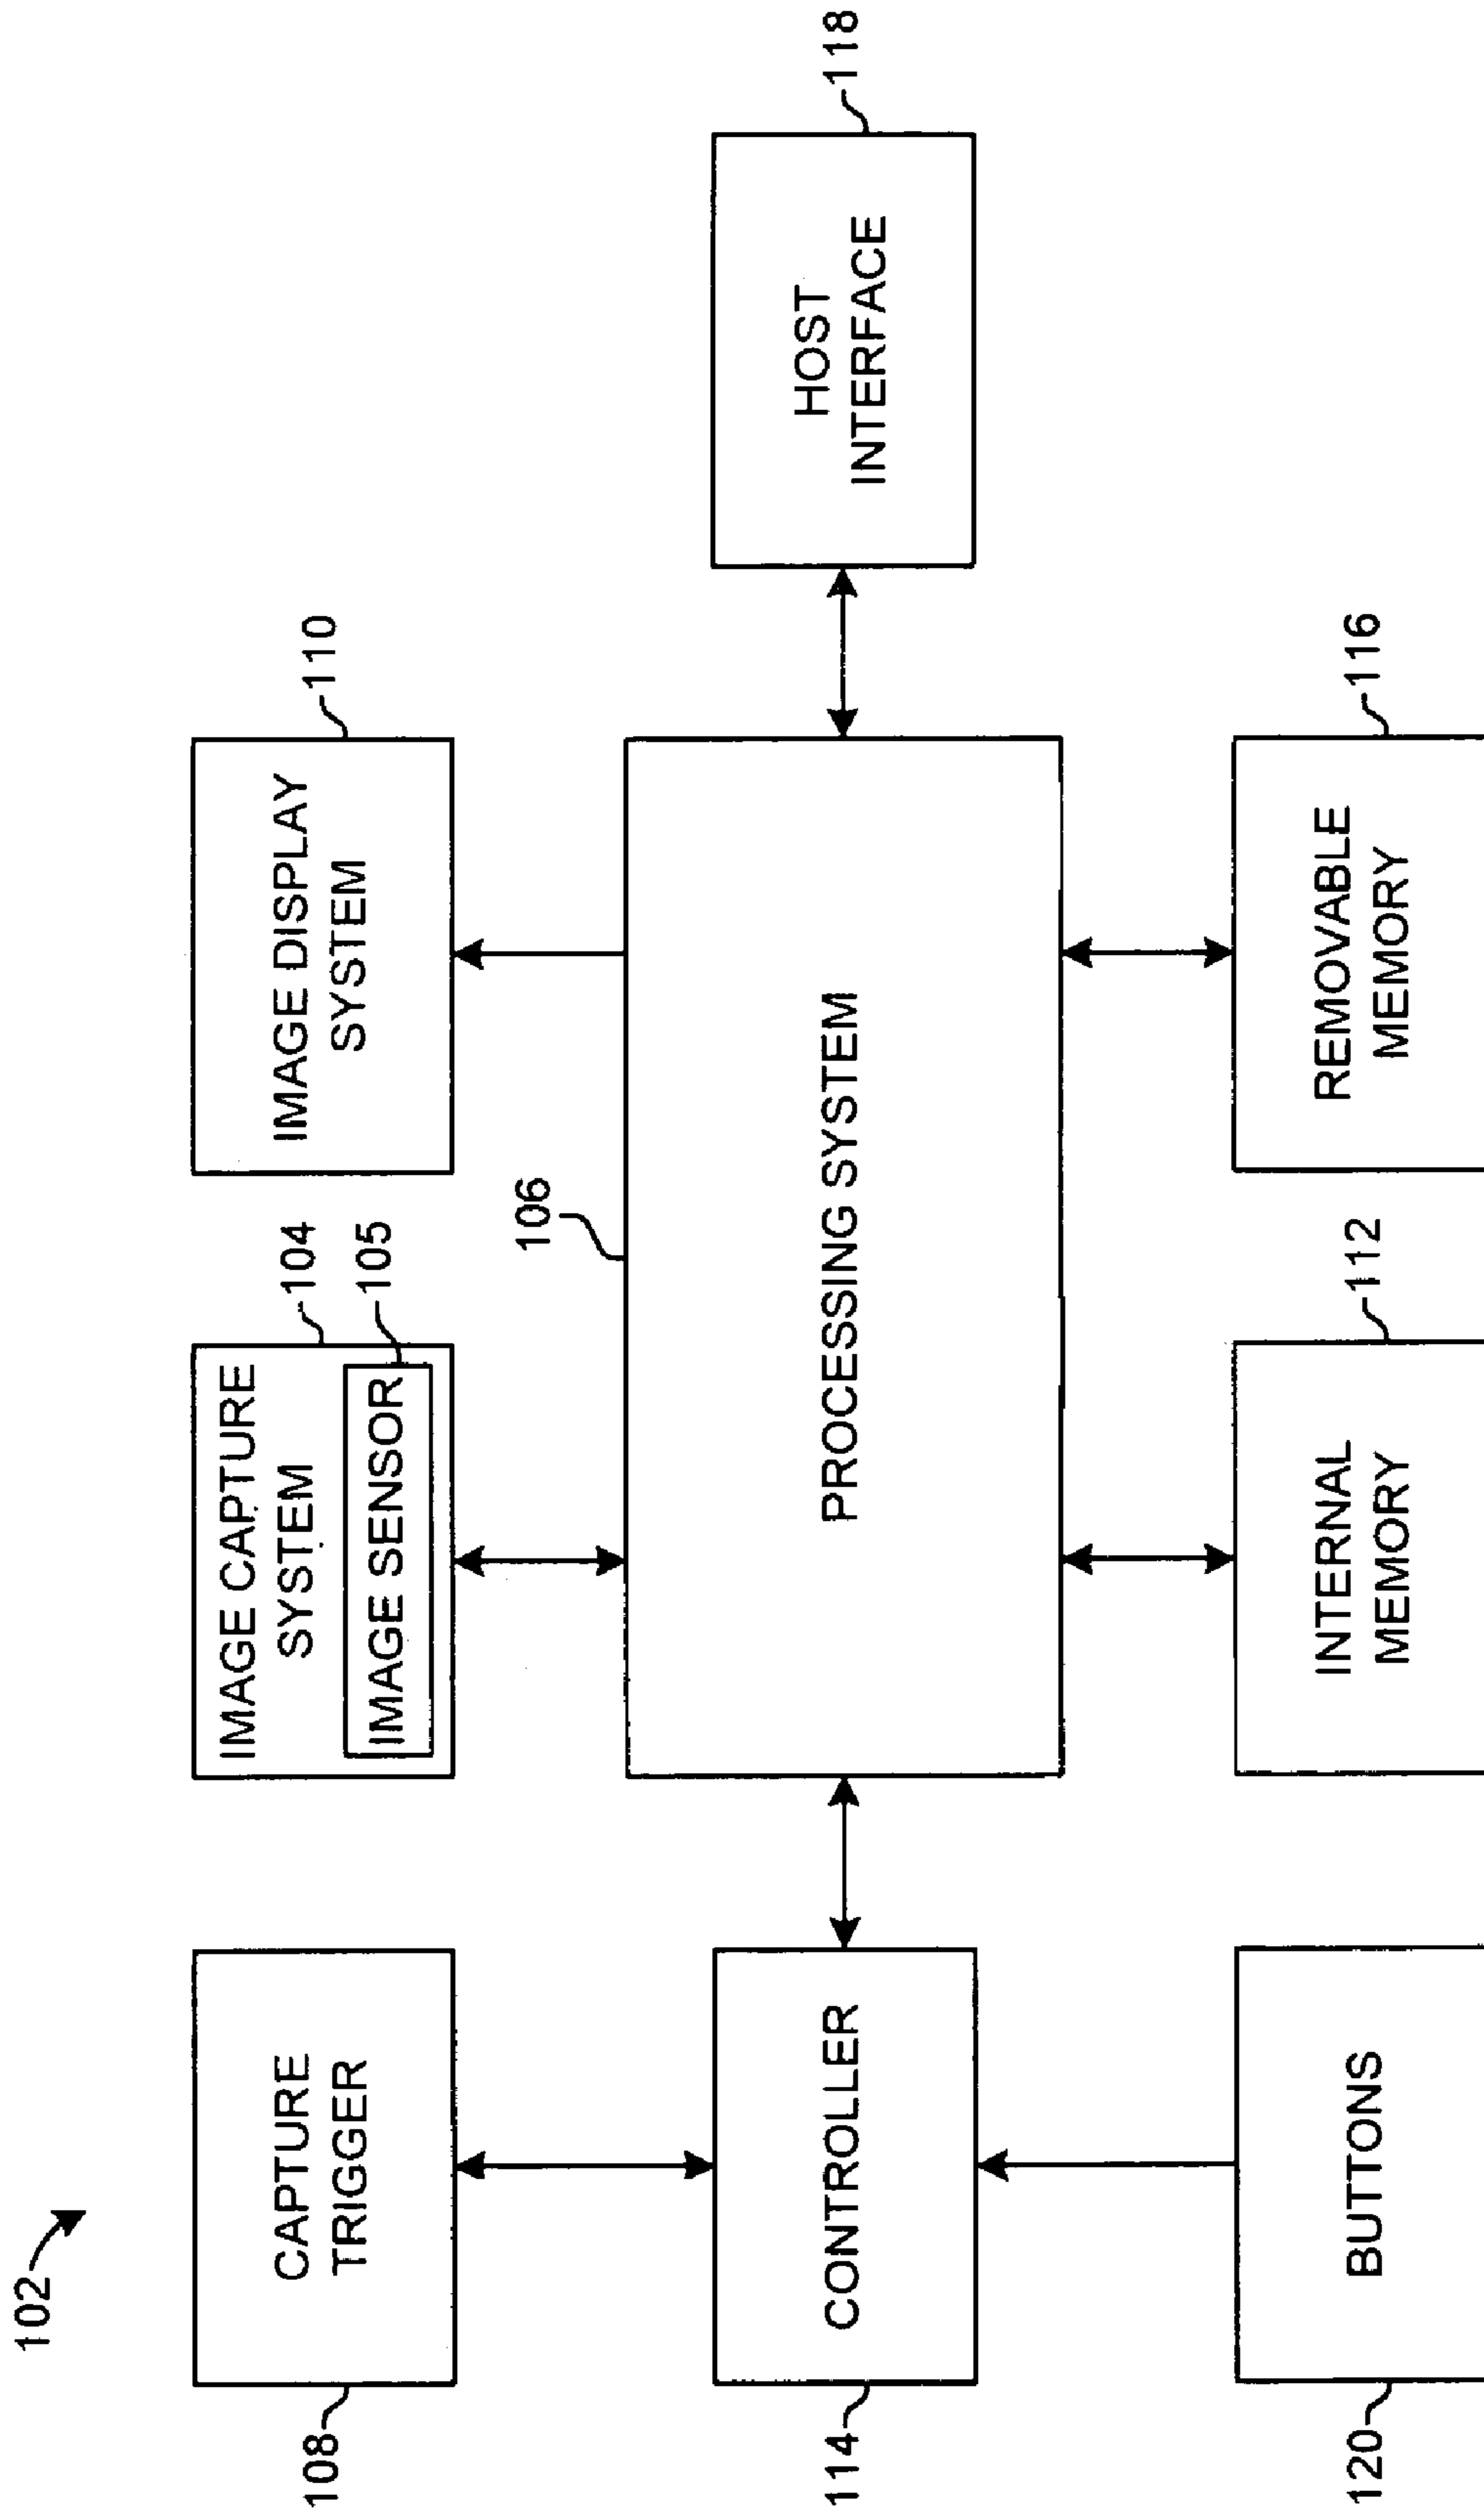 102
108
CAPTURE
TRIGGER
IMAGE CAPTURE
SYSTEM
104
IMAGE SENSOR
105
IMAGE DISPLAY
SYSTEM
110
114
CONTROLLER
106
PROCESSING SYSTEM
HOST
INTERFACE
118
120
BUTTONS
INTERNAL
MEMORY
112
REMOVABLE
MEMORY
116